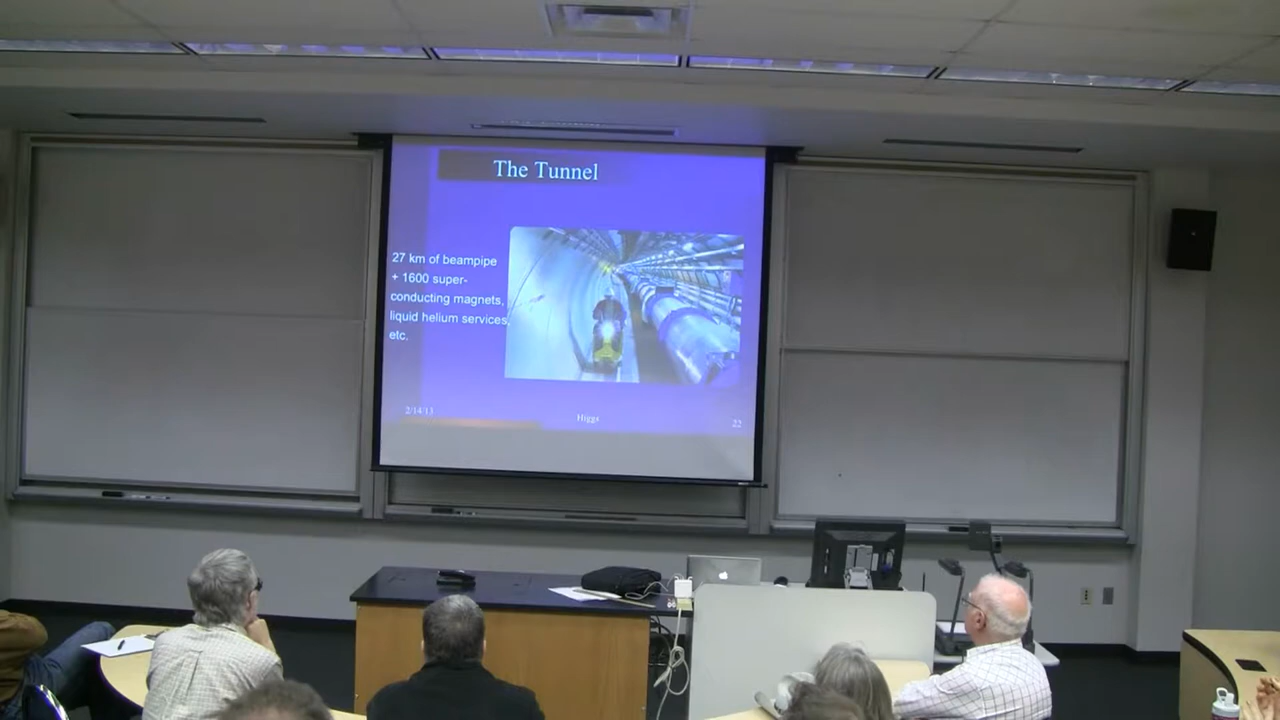 The Tunnel
27 km of beampipe
+ 1600 super-
conducting magnets,
liquid helium services,
etc.
2/14/13
Higgs
22